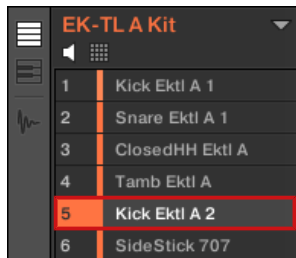 EK-TL A Kit
1 Kick Ektl A 1
2 Snare Ektl A 1
3 ClosedHH Ektl A
4 Tamb Ektl A
5 Kick Ektl A 2
6 SideStick 707